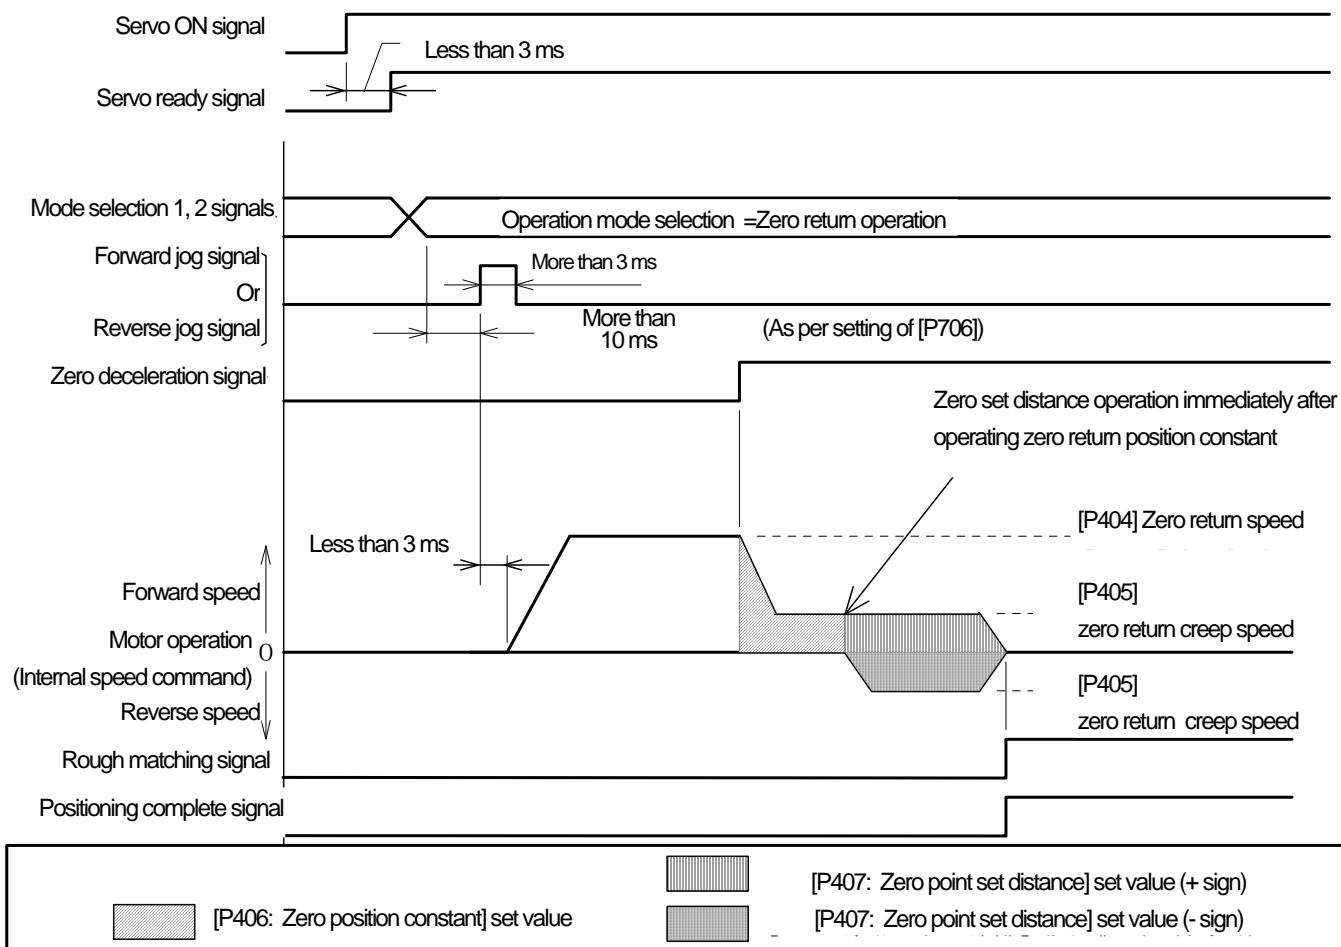 Servo ON signal
Less than 3 ms
Servo ready signal
Mode selection 1, 2 signals
Operation mode selection =Zero return operation
Forward jog signal
More than 3 ms
Or
Reverse jog signal
More than
10 ms
(As per setting of [P706])
Zero deceleration signal
Zero set distance operation immediately after
operating zero return position constant
[P404] Zero return speed
Less than 3 ms
Forward speed
[P405]
zero return creep speed
Motor operation
0
(Internal speed command)
Reverse speed
[P405]
zero return creep speed
Rough matching signal
Positioning complete signal
[P407: Zero point set distance] set value (+ sign)
[P406: Zero position constant] set value
[P407: Zero point set distance] set value (- sign)